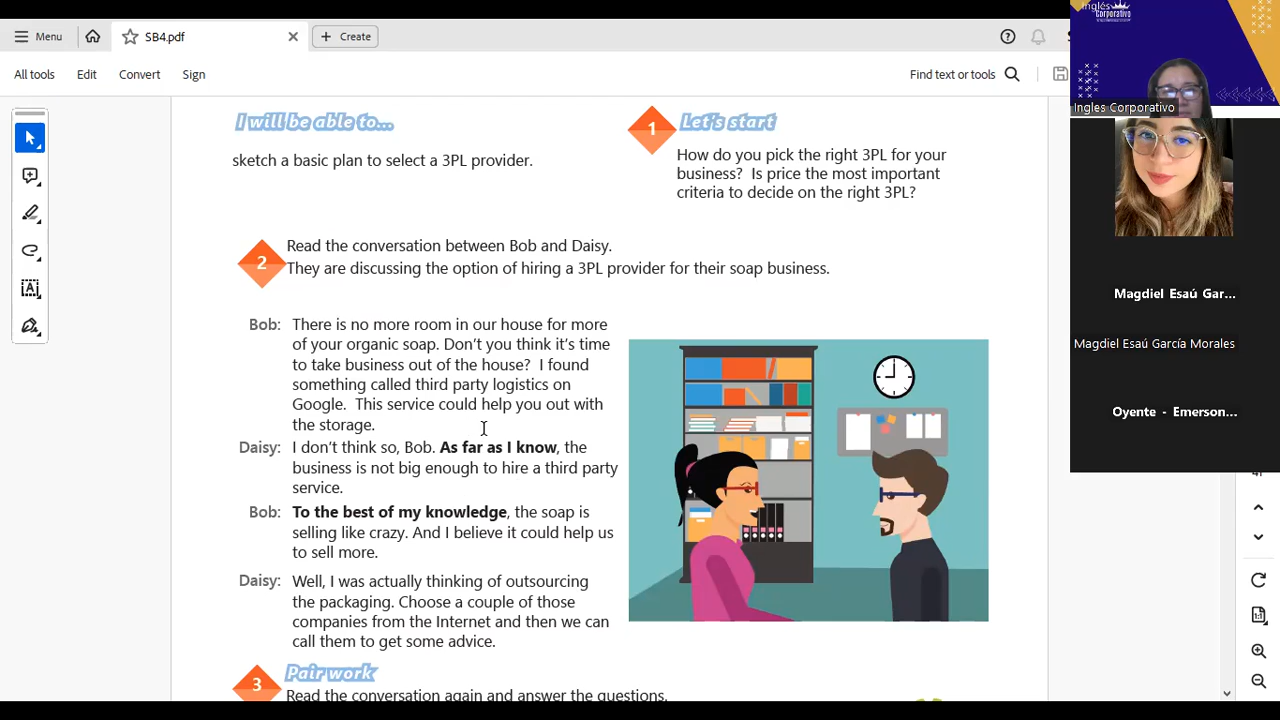 Menu
SB4.pdf
Create
All tools
Edit
Convert
Sign
Find text or tools
I will be able to...
sketch a basic plan to select a 3PL provider.
1
Let's start
How do you pick the right 3PL for your
business? Is price the most important
criteria to decide on the right 3PL?
2
Read the conversation between Bob and Daisy.
They are discussing the option of hiring a 3PL provider for their soap business.
Bob: There is no more room in our house for more
of your organic soap. Don't you think it's time
to take business out of the house? I found
something called third party logistics on
Google. This service could help you out with
the storage.
Daisy: I don't think so, Bob. As far as I know, the
business is not big enough to hire a third party
service.
Bob: To the best of my knowledge, the soap is
selling like crazy. And I believe it could help us
to sell more.
Daisy: Well, I was actually thinking of outsourcing
the packaging. Choose a couple of those
companies from the Internet and then we can
call them to get some advice.
3
Pair work
Read the conversation again and answer the questions.
Inglés
Corporativo
Ingles Corporativo
Magdiel Esaú Gar...
Magdiel Esaú García Morales
Oyente - Emerson...